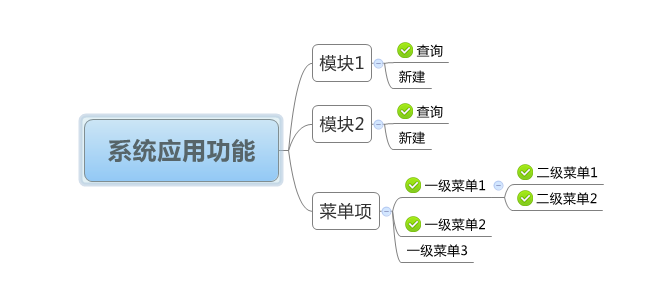 系统应用功能
模块1
查询
新建
模块2
查询
新建
菜单项
一级菜单1
二级菜单1
二级菜单2
一级菜单2
一级菜单3